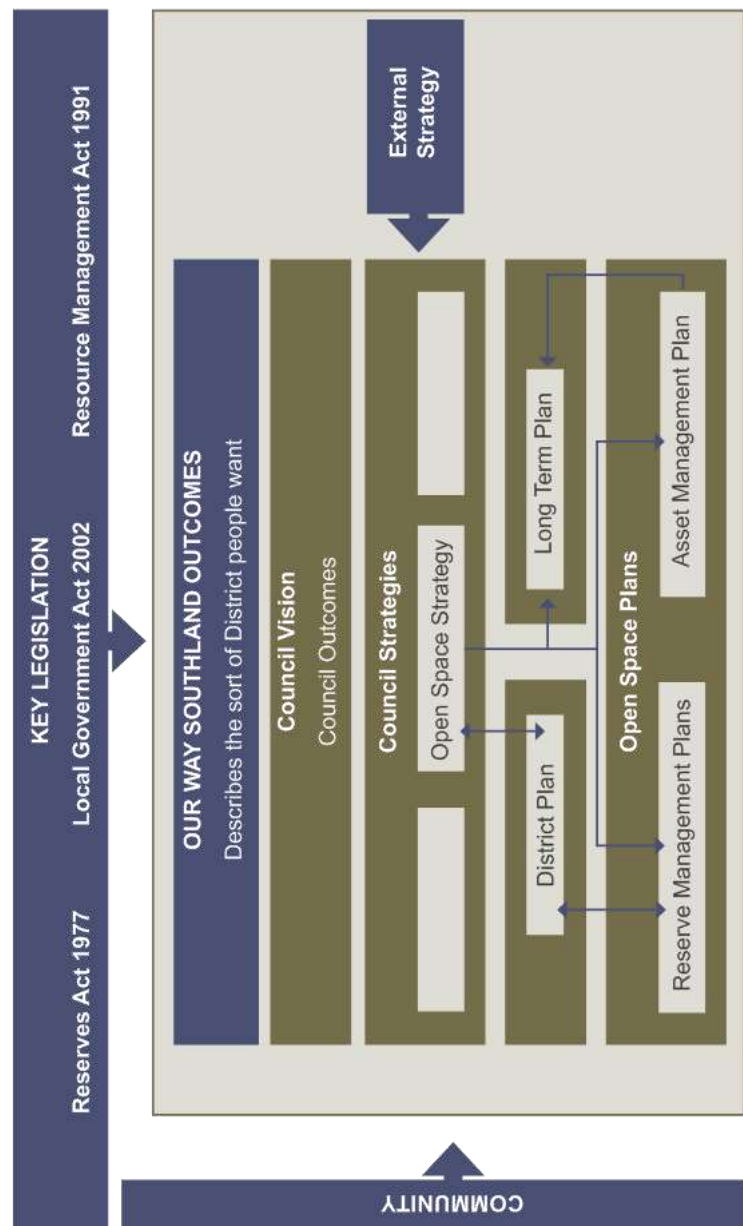 KEY LEGISLATION
Reserves Act 1977
Local Government Act 2002
Resource Management Act 1991
COMMUNITY
OUR WAY SOUTHLAND OUTCOMES
Describes the sort of District people want
Council Vision
Council Outcomes
Council Strategies
Open Space Strategy
External
Strategy
District Plan
Long Term Plan
Open Space Plans
Reserve Management Plans
Asset Management Plan